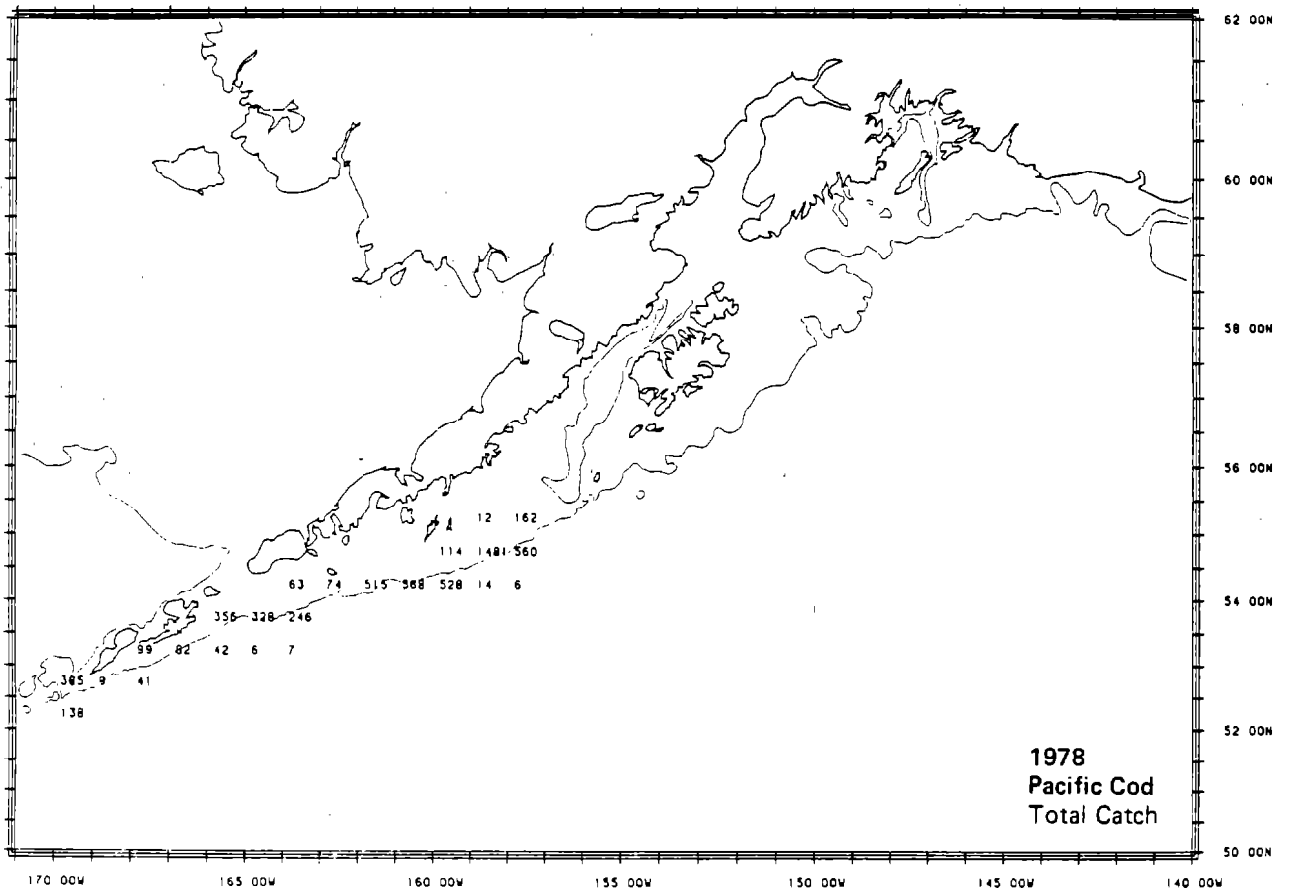 62 00N
60 00N
58 00N
56 00N
12 162
114 1481 560
63 74 515 568 528 14 6
54 00N
356 328 246
99 82 42 6 7
385 9 41
138
52 00N
1978
Pacific Cod
Total Catch
50 00N
170 00W 165 00W 160 00W 155 00W 150 00W 145 00W 140 00W